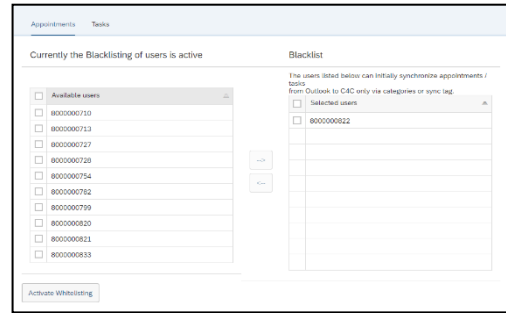 Appointments Tasks
Currently the Blacklisting of users is active
Available users
8000000710
8000000713
8000000727
8000000728
8000000754
8000000782
8000000799
8000000820
8000000821
8000000833
Activate Whitelisting
-->
<--
Blacklist
The users listed below can initially synchronize appointments /
tasks
from Outlook to C4C only via categories or sync tag.
Selected users
8000000822